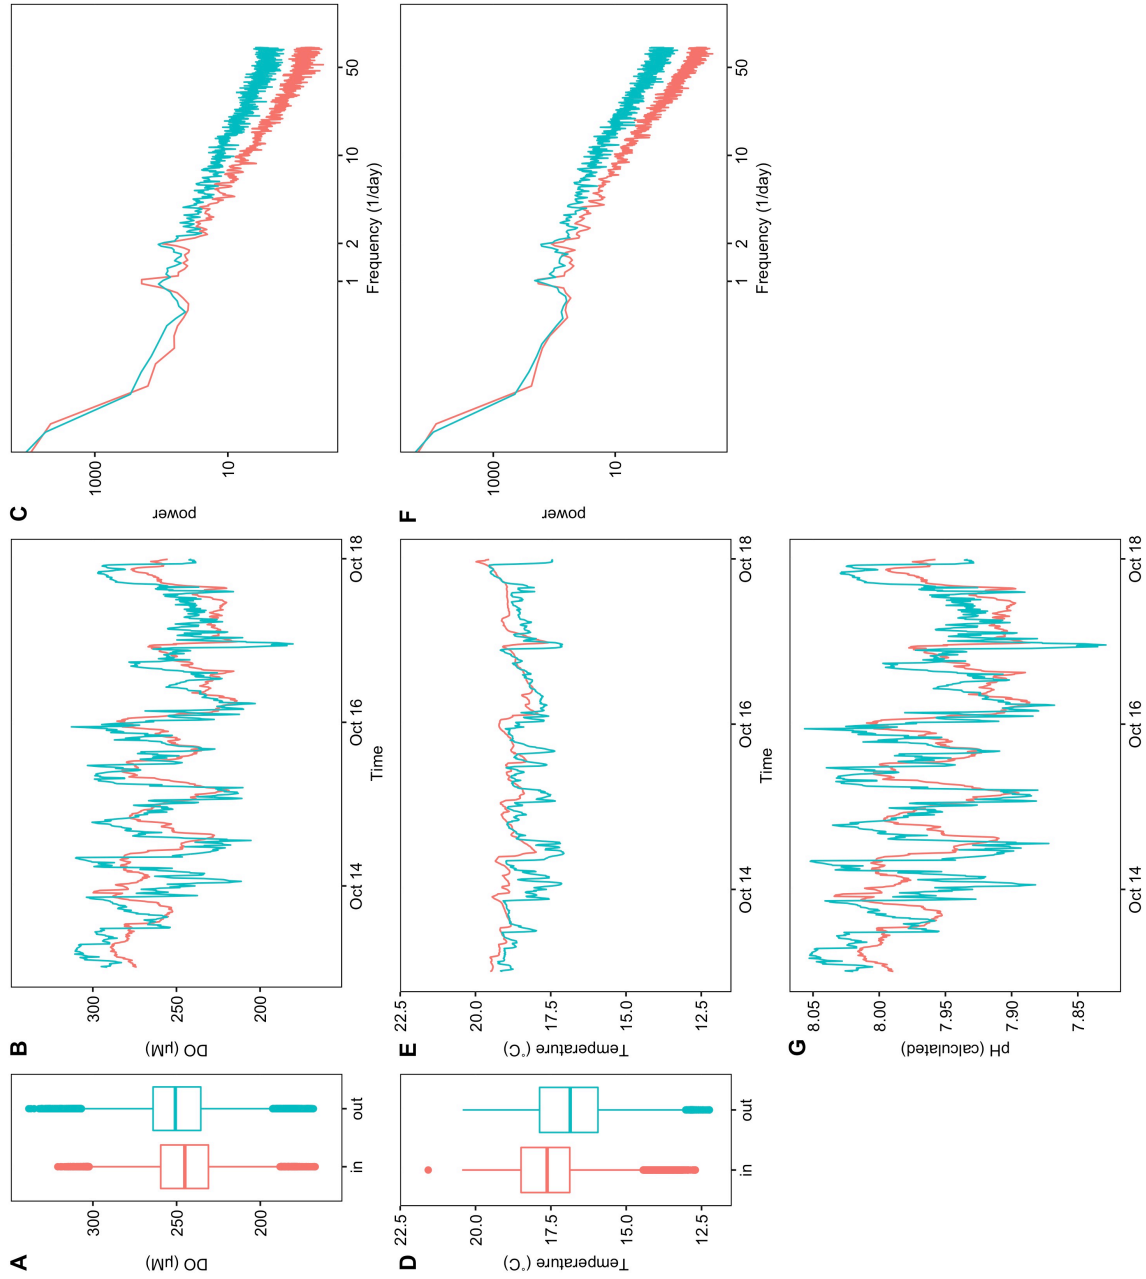 A
DO (µM)
300
250
200
in
out
B
DO (µM)
300
250
200
Oct 14
Oct 16
Oct 18
Time
C
power
1000
10
1
2
10
50
Frequency (1/day)
D
Temperature (°C)
22.5
20.0
17.5
15.0
12.5
in
out
E
Temperature (°C)
22.5
20.0
17.5
15.0
12.5
Oct 14
Oct 16
Oct 18
Time
F
power
1000
10
1
2
10
50
Frequency (1/day)
G
pH (calculated)
8.05
8.00
7.95
7.90
7.85
Oct 14
Oct 16
Oct 18